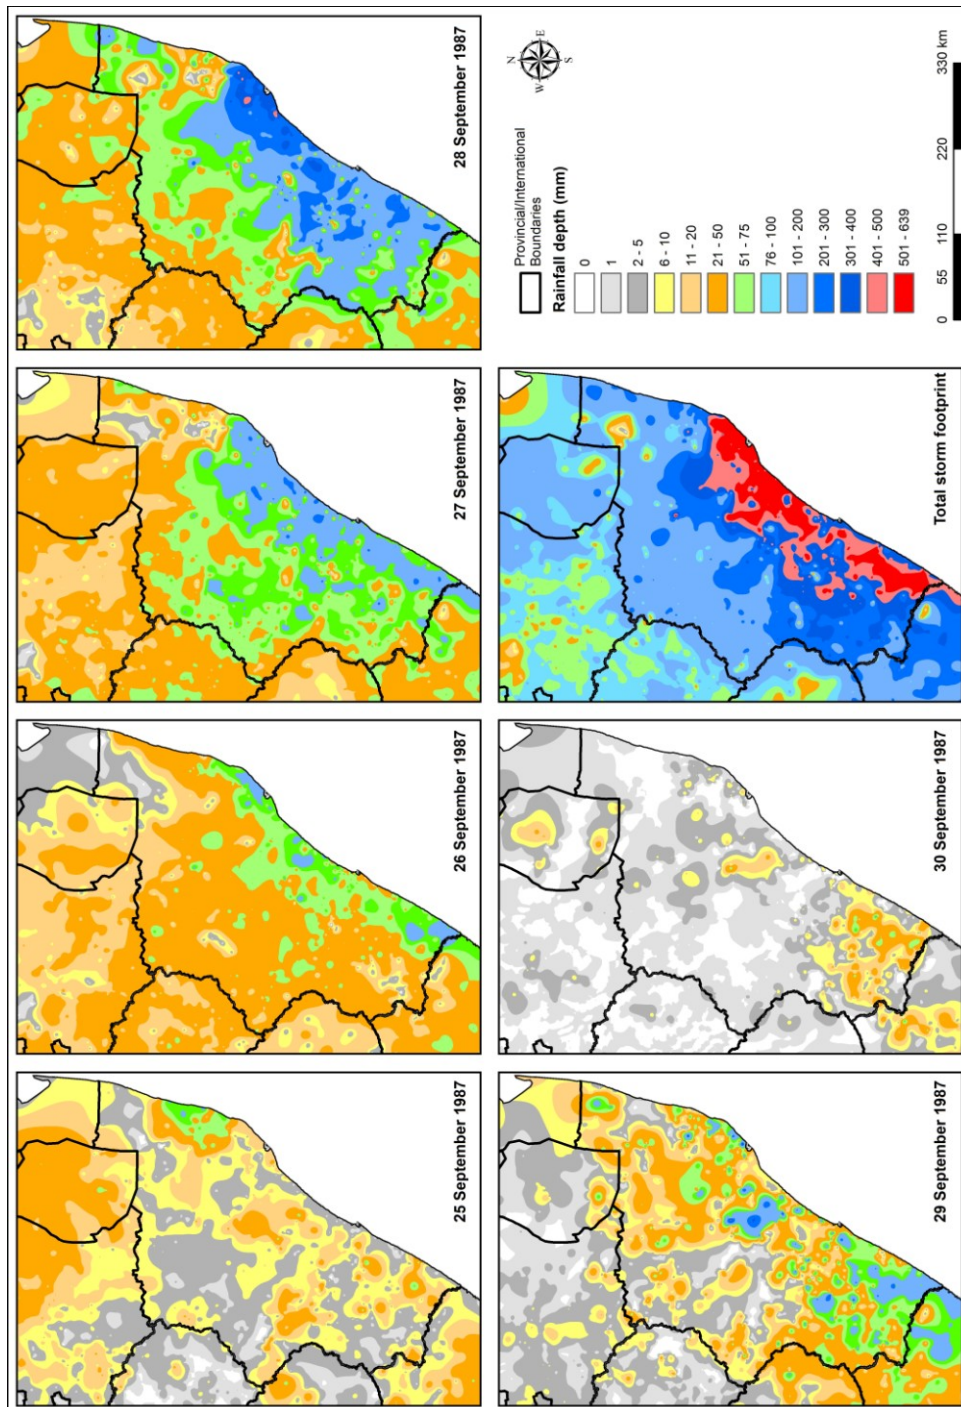 25 September 1987
26 September 1987
27 September 1987
28 September 1987
29 September 1987
30 September 1987
Total storm footprint
N
E
S
W
Provincial/International
Boundaries
Rainfall depth (mm)
0
1
2 - 5
6 - 10
11 - 20
21 - 50
51 - 75
76 - 100
101 - 200
201 - 300
301 - 400
401 - 500
501 - 639
0 55 110 220 330 km